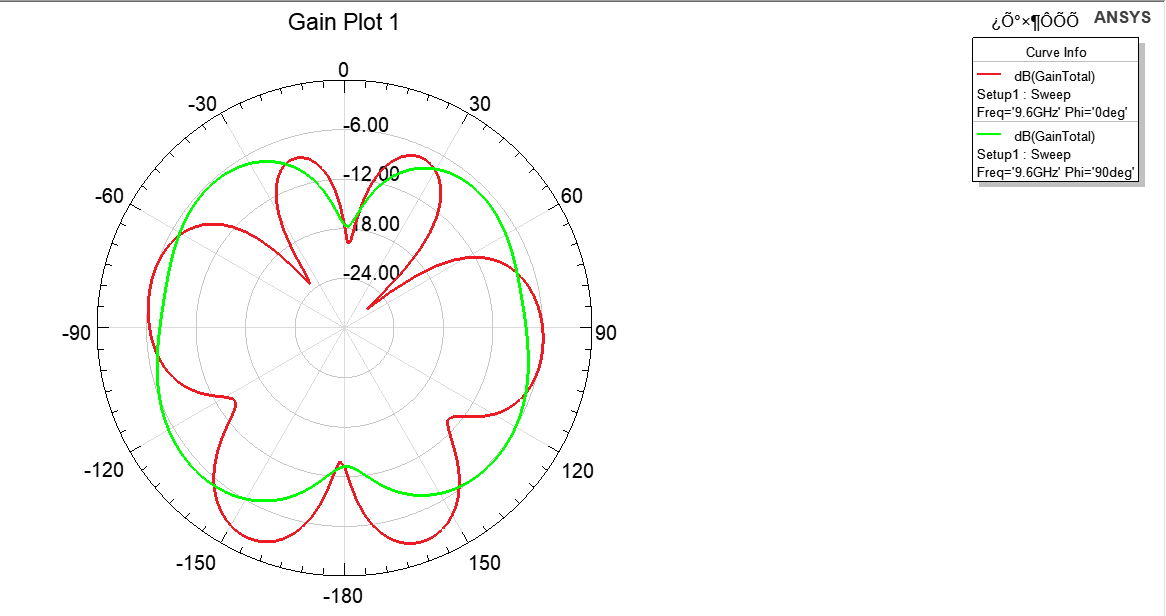 Gain Plot 1
¿Õ°×¶ÔÕÕ
ANSYS
Curve Info
dB(GainTotal)
Setup1 : Sweep
Freq='9.6GHz' Phi='0deg'
dB(GainTotal)
Setup1 : Sweep
Freq='9.6GHz' Phi='90deg'
0
-30
30
-6.00
-12.00
-60
60
-18.00
-24.00
-90
90
-120
120
-150
150
-180